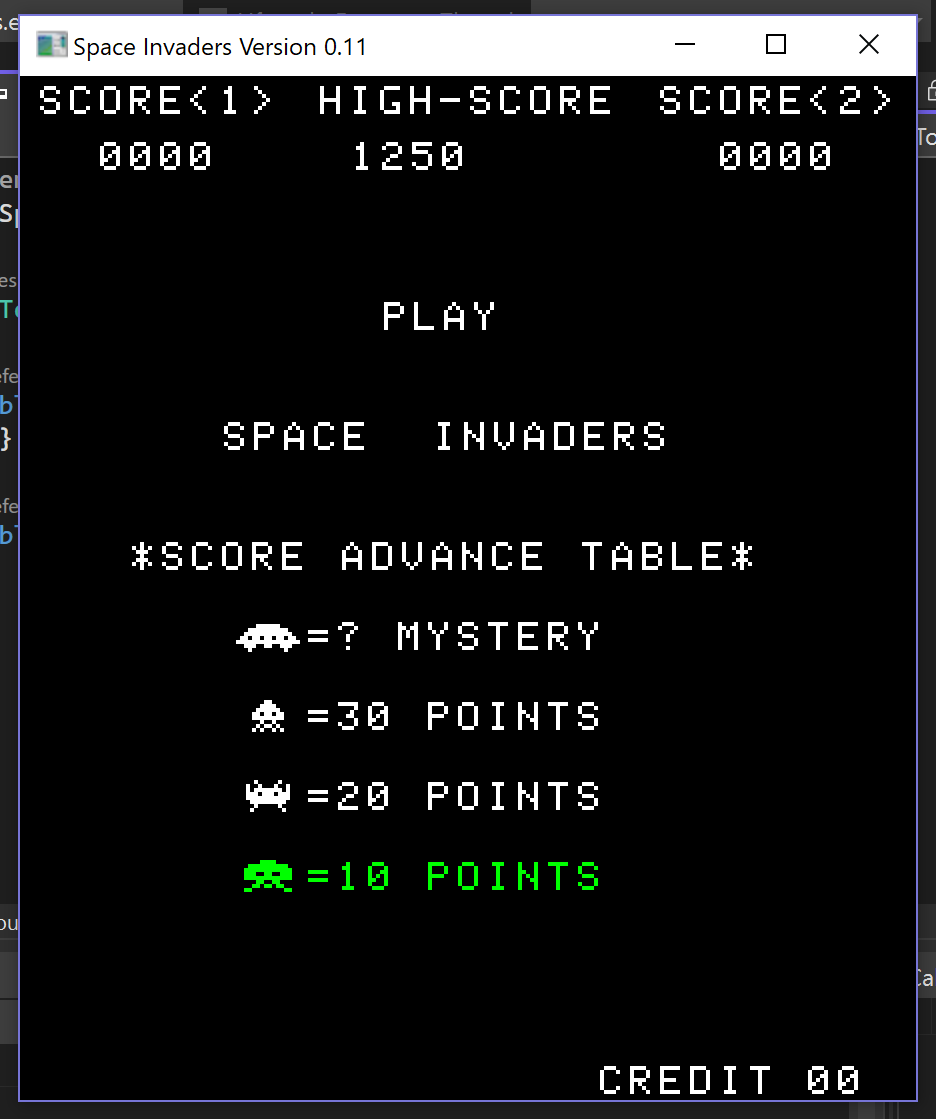 Space Invaders Version 0.11
SCORE<1> HIGH-SCORE SCORE<2>
0000 1250 0000
PLAY
SPACE INVADERS
*SCORE ADVANCE TABLE*
=? MYSTERY
=30 POINTS
=20 POINTS
=10 POINTS
CREDIT 00